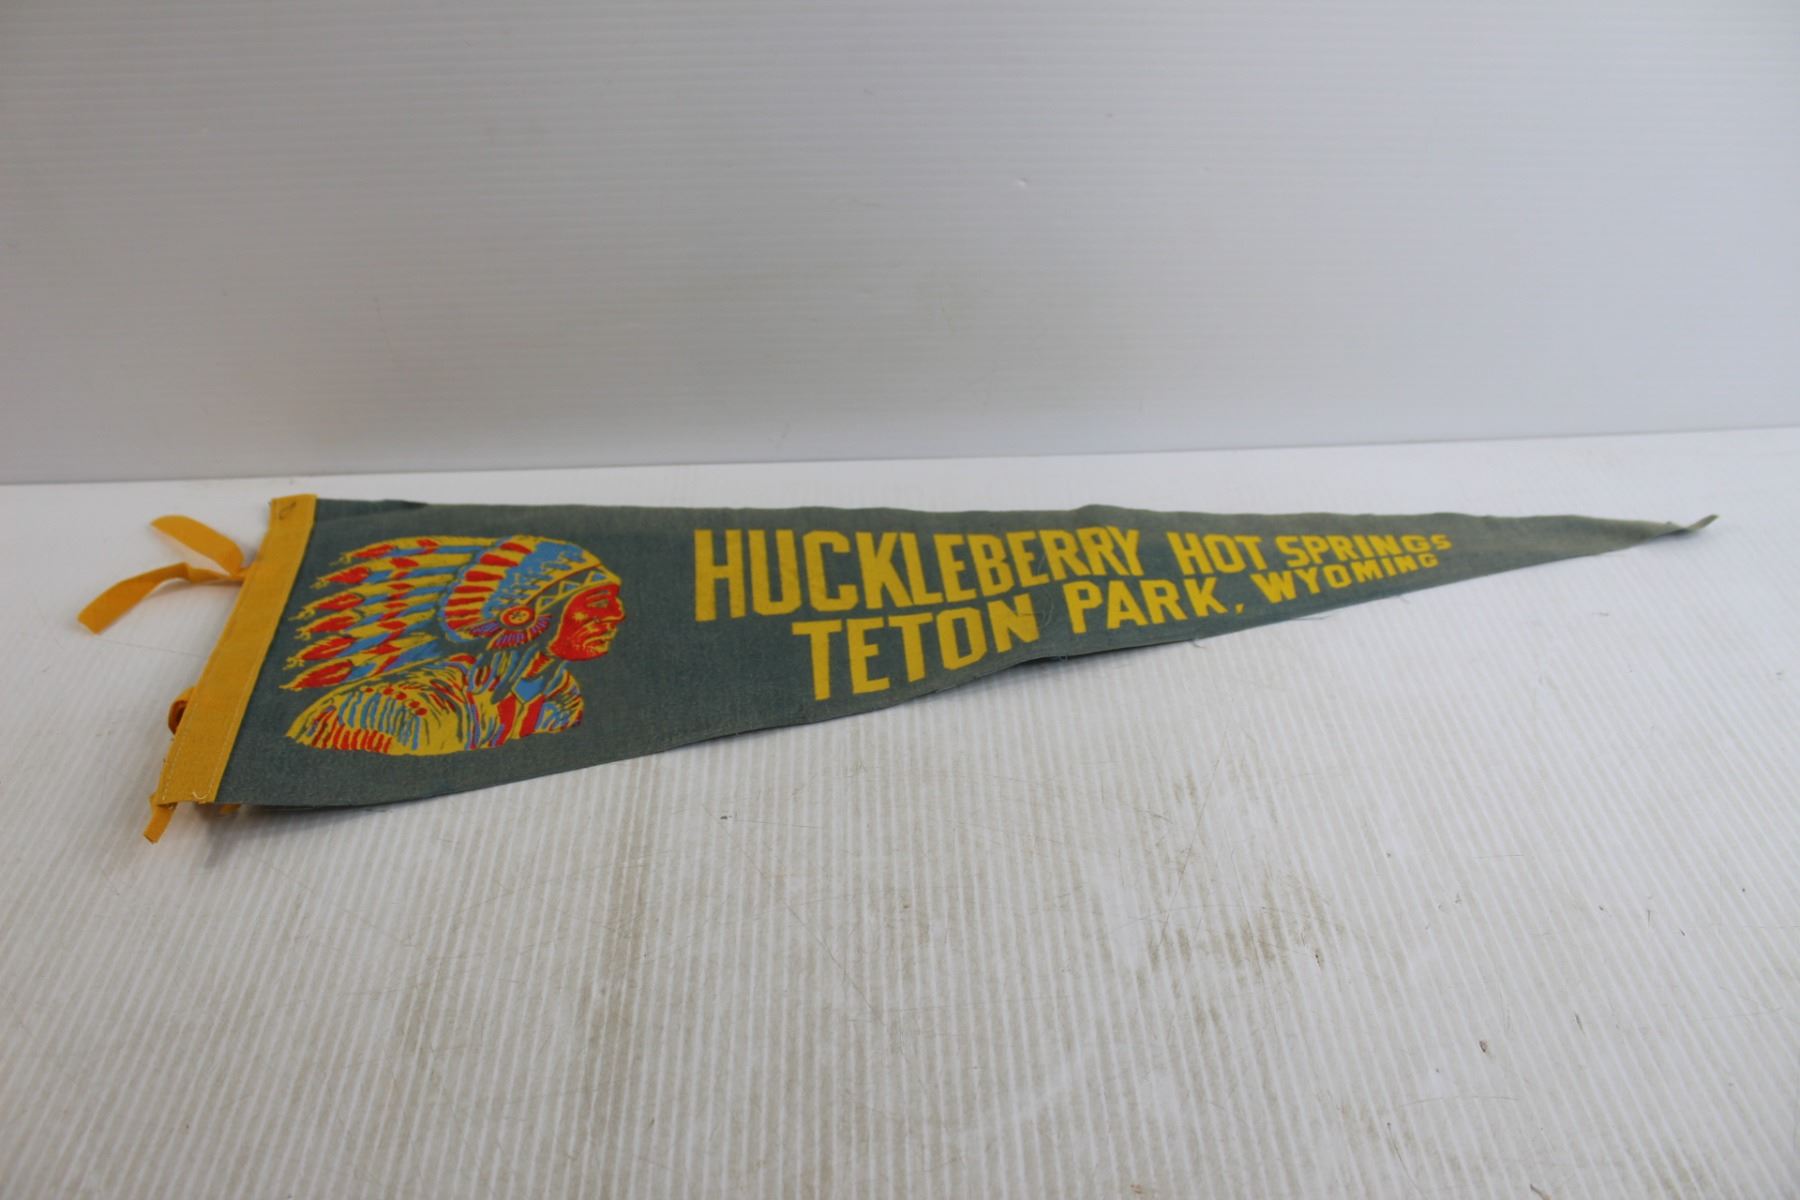 HUCKLEBERRY HOT SPRINGS
TETON PARK, WYOMING